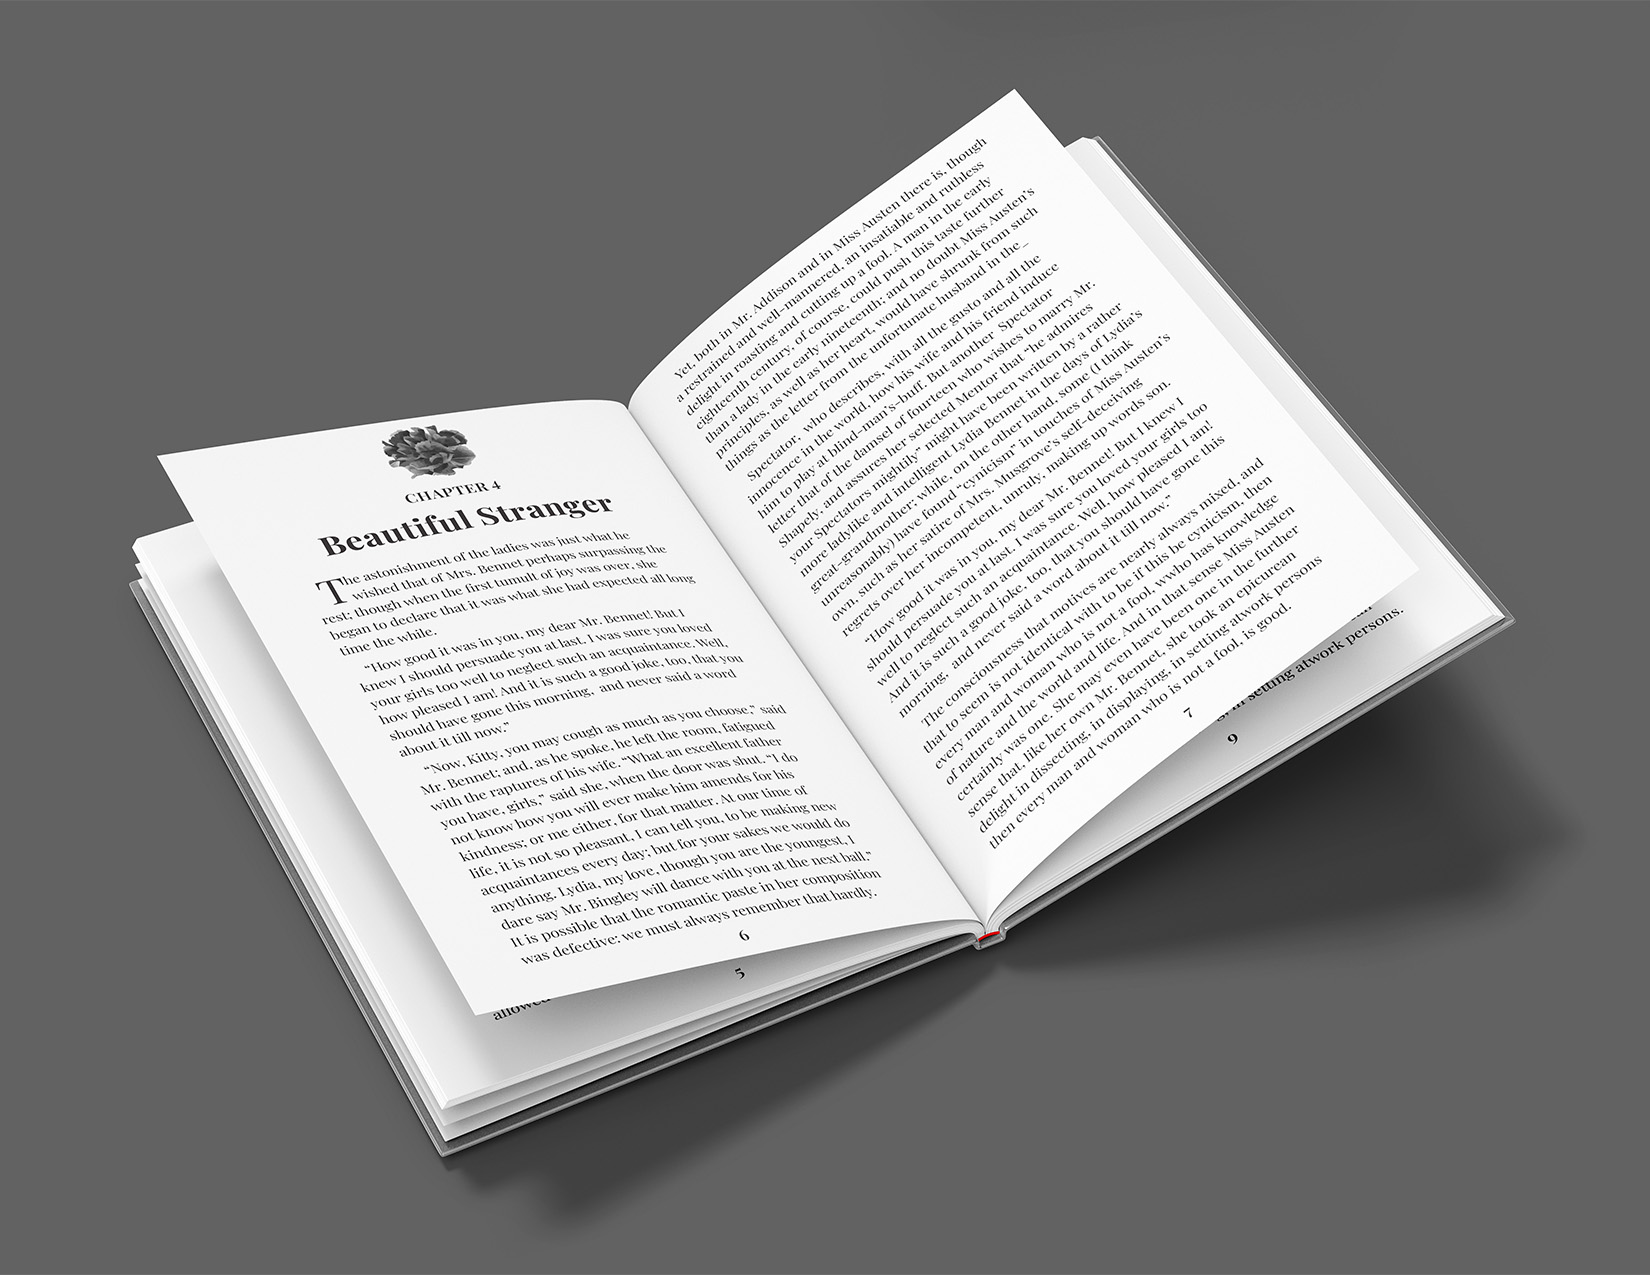 CHAPTER 4
Beautiful Stranger
The astonishment of the ladies was just what he
wished that of Mrs. Bennet perhaps surpassing the
rest; though when the first tumult of joy was over, she
began to declare that it was what she had expected all long
time the while.
“How good it was in you, my dear Mr. Bennet! But I
knew I should persuade you at last. I was sure you loved
your girls too well to neglect such an acquaintance. Well,
how pleased I am! And it is such a good joke, too, that you
should have gone this morning, and never said a word
about it till now.”
“Now, Kitty, you may cough as much as you choose,” said
Mr. Bennet; and, as he spoke, he left the room, fatigued
with the raptures of his wife. “What an excellent father
you have, girls,” said she, when the door was shut. “I do
not know how you will ever make him amends for his
kindness; or me either, for that matter. At our time of
life, it is not so pleasant, I can tell you, to be making new
acquaintances every day; but for your sakes we would do
anything. Lydia, my love, though you are the youngest, I
dare say Mr. Bingley will dance with you at the next ball.”
It is possible that the romantic paste in her composition
was defective: we must always remember that hardly.
6
allowed
5
Yet, both in Mr. Addison and in Miss Austen there is, though
a restrained and well-mannered, an insatiable and ruthless
delight in roasting and cutting up a fool. A man in the early
eighteenth century, of course, could push this taste further
than a lady in the early nineteenth; and no doubt Miss Austen’s
principles, as well as her heart, would have shrunk from such
things as the letter from the unfortunate husband in the _
Spectator, who describes, with all the gusto and all the
innocence in the world, how his wife and his friend induce
him to play at blind-man’s-buff. But another Spectator
letter that of the damsel of fourteen who wishes to marry Mr.
Shapely, and assures her selected Mentor that “he admires
your Spectators mightily” might have been written by a rather
more ladylike and intelligent Lydia Bennet in the days of Lydia’s
great-grandmother; while, on the other hand, some (I think
unreasonably) have found “cynicism” in touches of Miss Austen’s
own, such as her satire of Mrs. Musgrove’s self-deceiving
regrets over her incompetent, unruly, making up words son.
“How good it was in you, my dear Mr. Bennet! But I knew I
should persuade you at last. I was sure you loved your girls too
well to neglect such an acquaintance. Well, how pleased I am!
And it is such a good joke, too, that you should have gone this
morning, and never said a word about it till now.”
The consciousness that motives are nearly always mixed, and
that to seem is not identical with to be if this be cynicism, then
every man and woman who is not a fool, wwho has knowledge
of nature and the world and life. And in that sense Miss Austen
certainly was one. She may even have been one in the further
sense that, like her own Mr. Bennet, she took an epicurean
delight in dissecting, in displaying, in setting atwork persons
then every man and woman who is not a fool, is good.
7
in setting atwork persons.
9